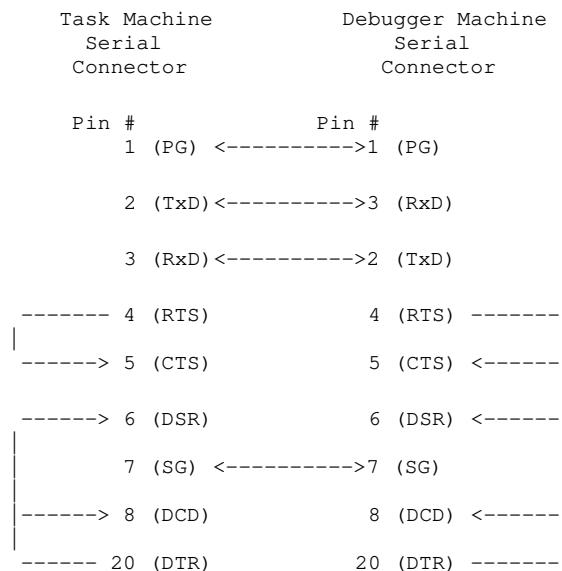 Task Machine Debugger Machine
Serial Serial
Connector Connector
Pin # Pin #
1 (PG) <---------->1 (PG)
2 (TxD)<---------->3 (RxD)
3 (RxD)<---------->2 (TxD)
------- 4 (RTS) 4 (RTS) -------
|
------> 5 (CTS) 5 (CTS) <------
------> 6 (DSR) 6 (DSR) <------
|
| 7 (SG) <---------->7 (SG)
|
|------> 8 (DCD) 8 (DCD) <------
|
------ 20 (DTR) 20 (DTR) -------